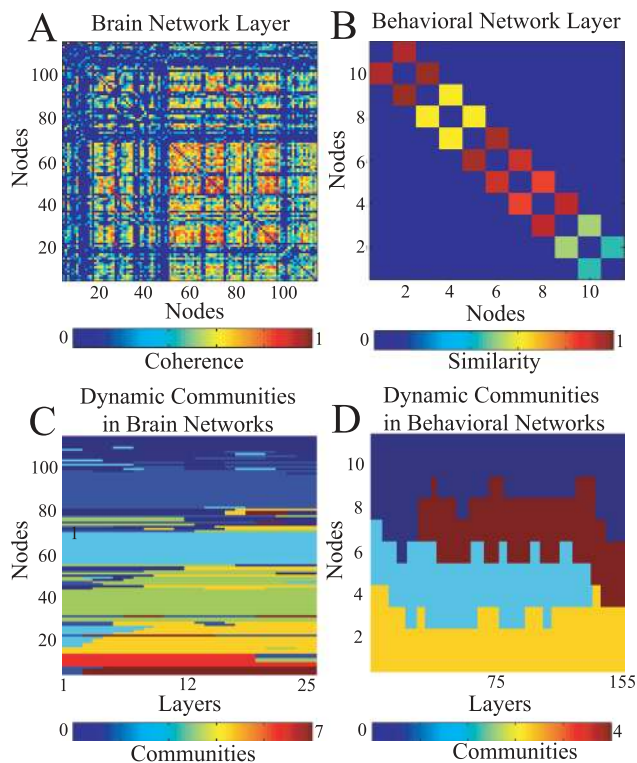 A Brain Network Layer
B Behavioral Network Layer
Nodes
100
80
60
40
20
20 40 60 80 100
Nodes
0 1
Coherence
Nodes
10
8
6
4
2
2 4 6 8 10
Nodes
0 1
Similarity
C Dynamic Communities
in Brain Networks
Nodes
100
80
1
60
40
20
1 12 25
Layers
0 7
Communities
D Dynamic Communities
in Behavioral Networks
Nodes
10
8
6
4
2
75 155
Layers
0 4
Communities